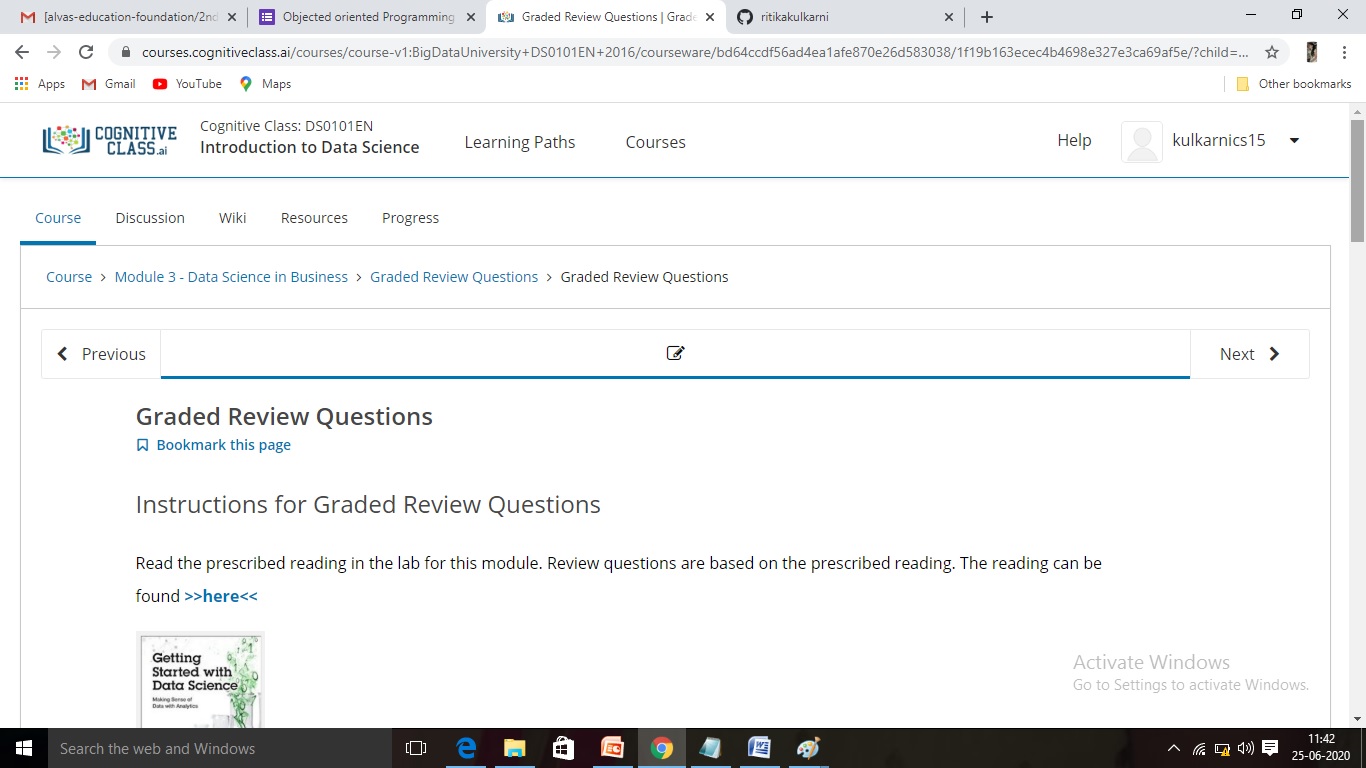 [alvas-education-foundation/2nd
Objected oriented Programming
Graded Review Questions | Grade
ritikakulkarni
courses.cognitiveclass.ai/courses/course-v1:BigDataUniversity+DS0101EN+2016/courseware/bd64ccdf56ad4ea1afe870e26d583038/1f19b163ecec4b4698e327e3ca69af5e/?child=...
Apps Gmail YouTube Maps Other bookmarks
COGNITIVE
CLASS.ai
Cognitive Class: DS0101EN
Introduction to Data Science
Learning Paths Courses Help kulkarnics15
Course Discussion Wiki Resources Progress
Course > Module 3 - Data Science in Business > Graded Review Questions > Graded Review Questions
Previous Next
Graded Review Questions
Bookmark this page
Instructions for Graded Review Questions
Read the prescribed reading in the lab for this module. Review questions are based on the prescribed reading. The reading can be
found >>here<<
Getting
Started with
Data Science
Making Sense of
Data with Analytics
Activate Windows
Go to Settings to activate Windows.
Search the web and Windows
11:42
25-06-2020